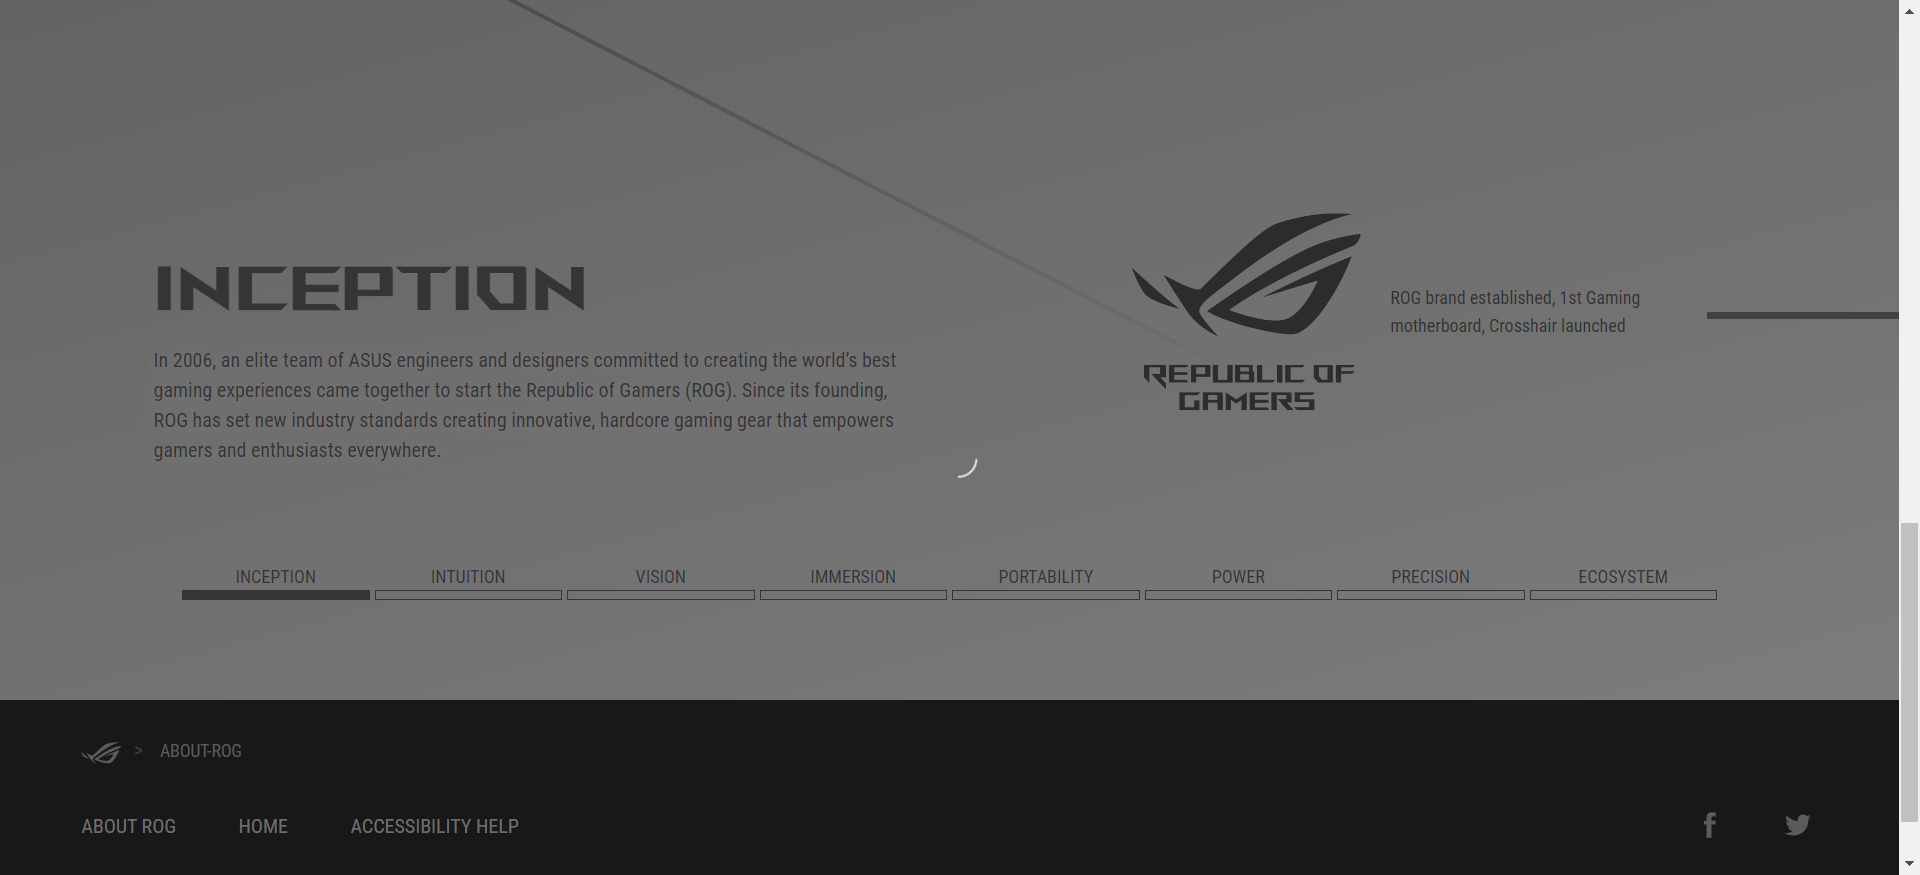 INCEPTION
In 2006, an elite team of ASUS engineers and designers committed to creating the world's best
gaming experiences came together to start the Republic of Gamers (ROG). Since its founding,
ROG has set new industry standards creating innovative, hardcore gaming gear that empowers
gamers and enthusiasts everywhere.
REPUBLIC OF
GAMERS
ROG brand established, 1st Gaming
motherboard, Crosshair launched
INCEPTION
INTUITION
VISION
IMMERSION
PORTABILITY
POWER
PRECISION
ECOSYSTEM
> ABOUT-ROG
ABOUT ROG
HOME
ACCESSIBILITY HELP